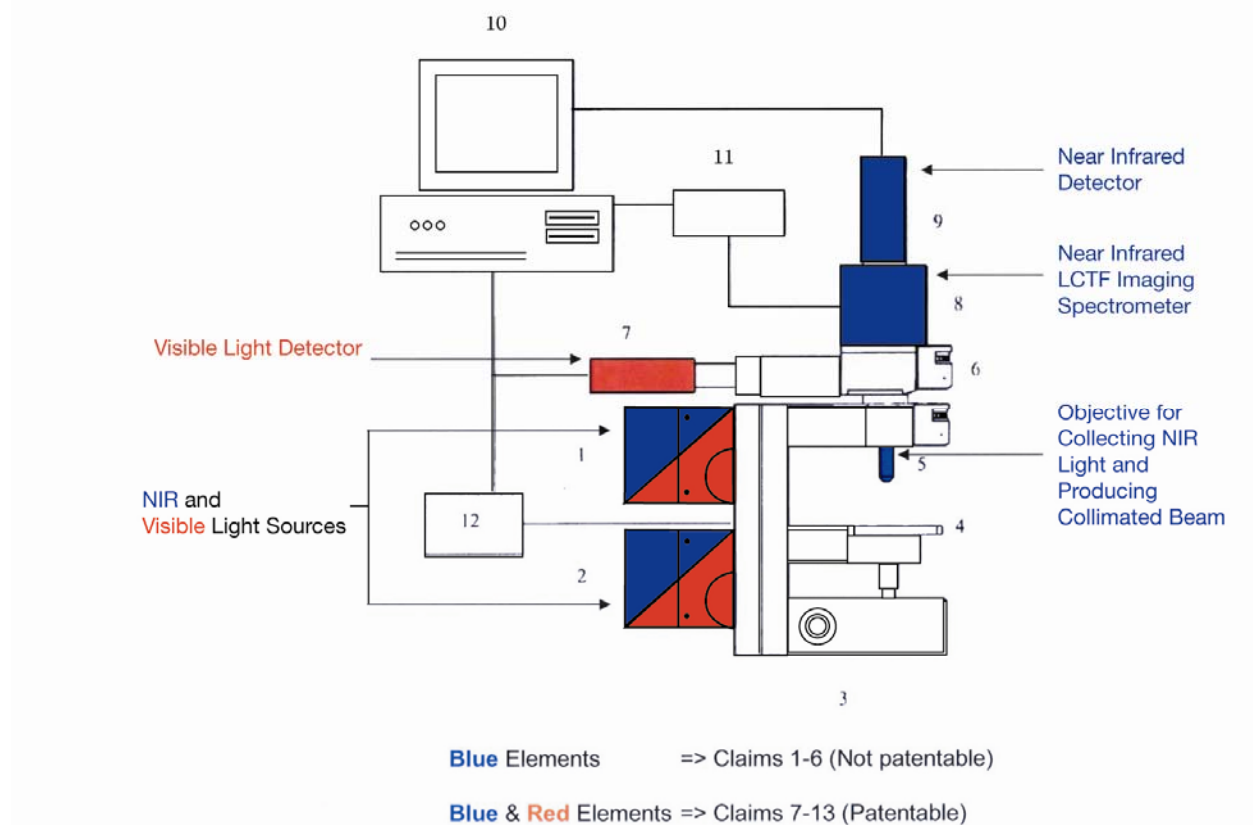 10
11
Near Infrared
Detector
9
Near Infrared
LCTF Imaging
Spectrometer
8
7
Visible Light Detector
6
Objective for
Collecting NIR
Light and
Producing
Collimated Beam
1
5
NIR and
Visible Light Sources
12
4
2
3
Blue Elements => Claims 1-6 (Not patentable)
Blue & Red Elements => Claims 7-13 (Patentable)